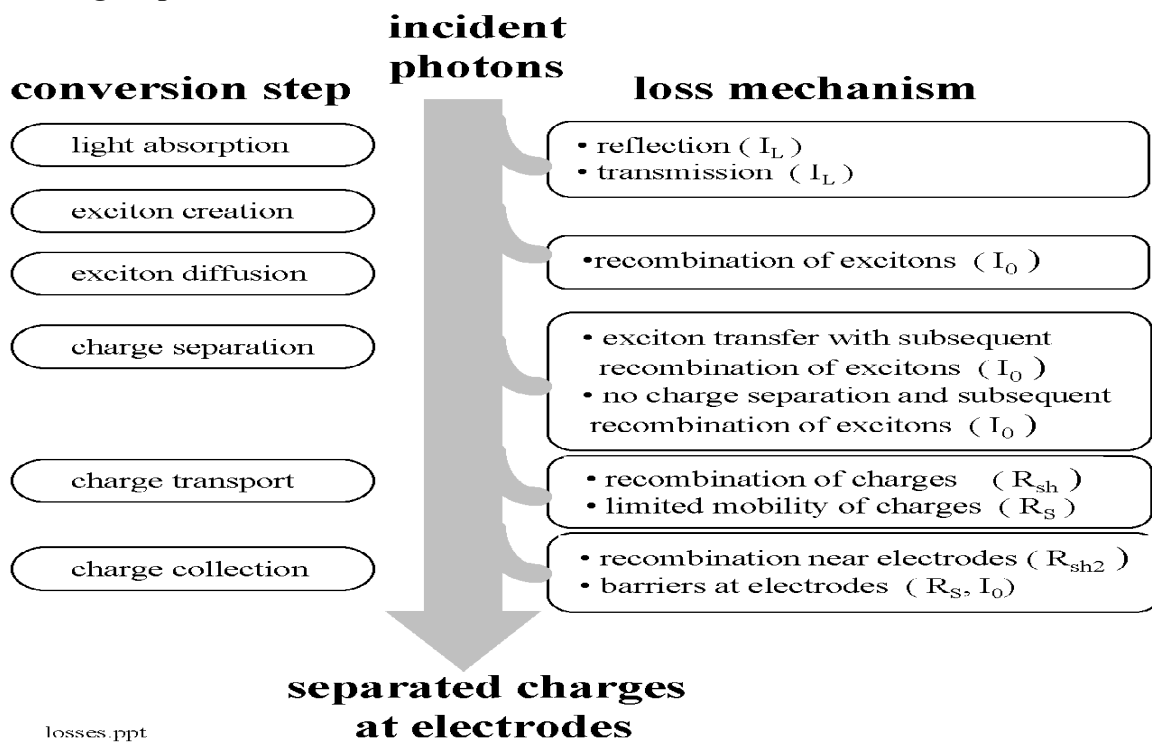 incident
photons
conversion step
loss mechanism
light absorption
• reflection ( I_L )
• transmission ( I_L )
exciton creation
•recombination of excitons ( I_0 )
exciton diffusion
charge separation
• exciton transfer with subsequent
recombination of excitons ( I_0 )
• no charge separation and subsequent
recombination of excitons ( I_0 )
charge transport
• recombination of charges ( R_sh )
• limited mobility of charges ( R_S )
charge collection
• recombination near electrodes ( R_sh2 )
• barriers at electrodes ( R_S, I_0)
separated charges
at electrodes
losses.ppt